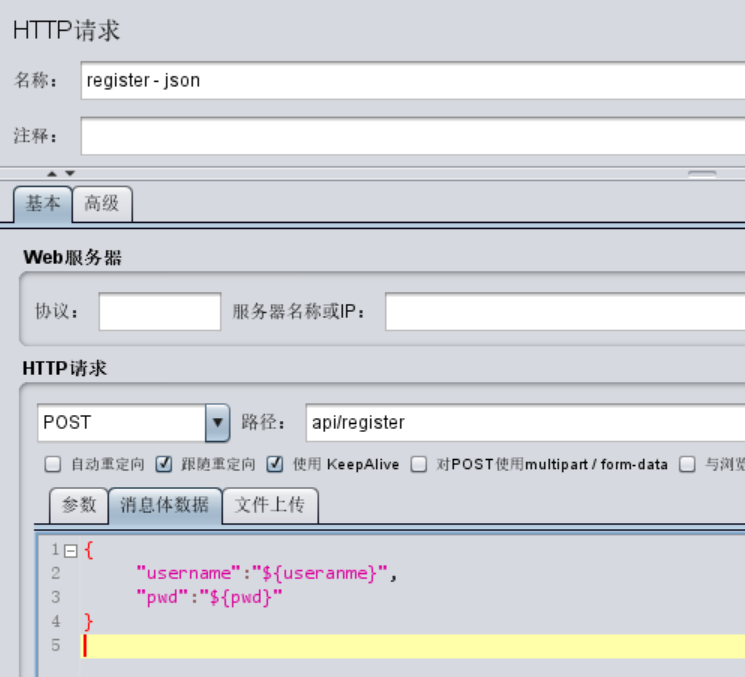 HTTP请求
名称： register - json
注释：
基本 高级
Web服务器
协议： 服务器名称或IP：
HTTP请求
POST 路径： api/register
自动重定向 跟随重定向 使用 KeepAlive 对POST使用multipart / form-data 与浏览
参数 消息体数据 文件上传
1 {
2 "username":"${useranme}",
3 "pwd":"${pwd}"
4 }
5